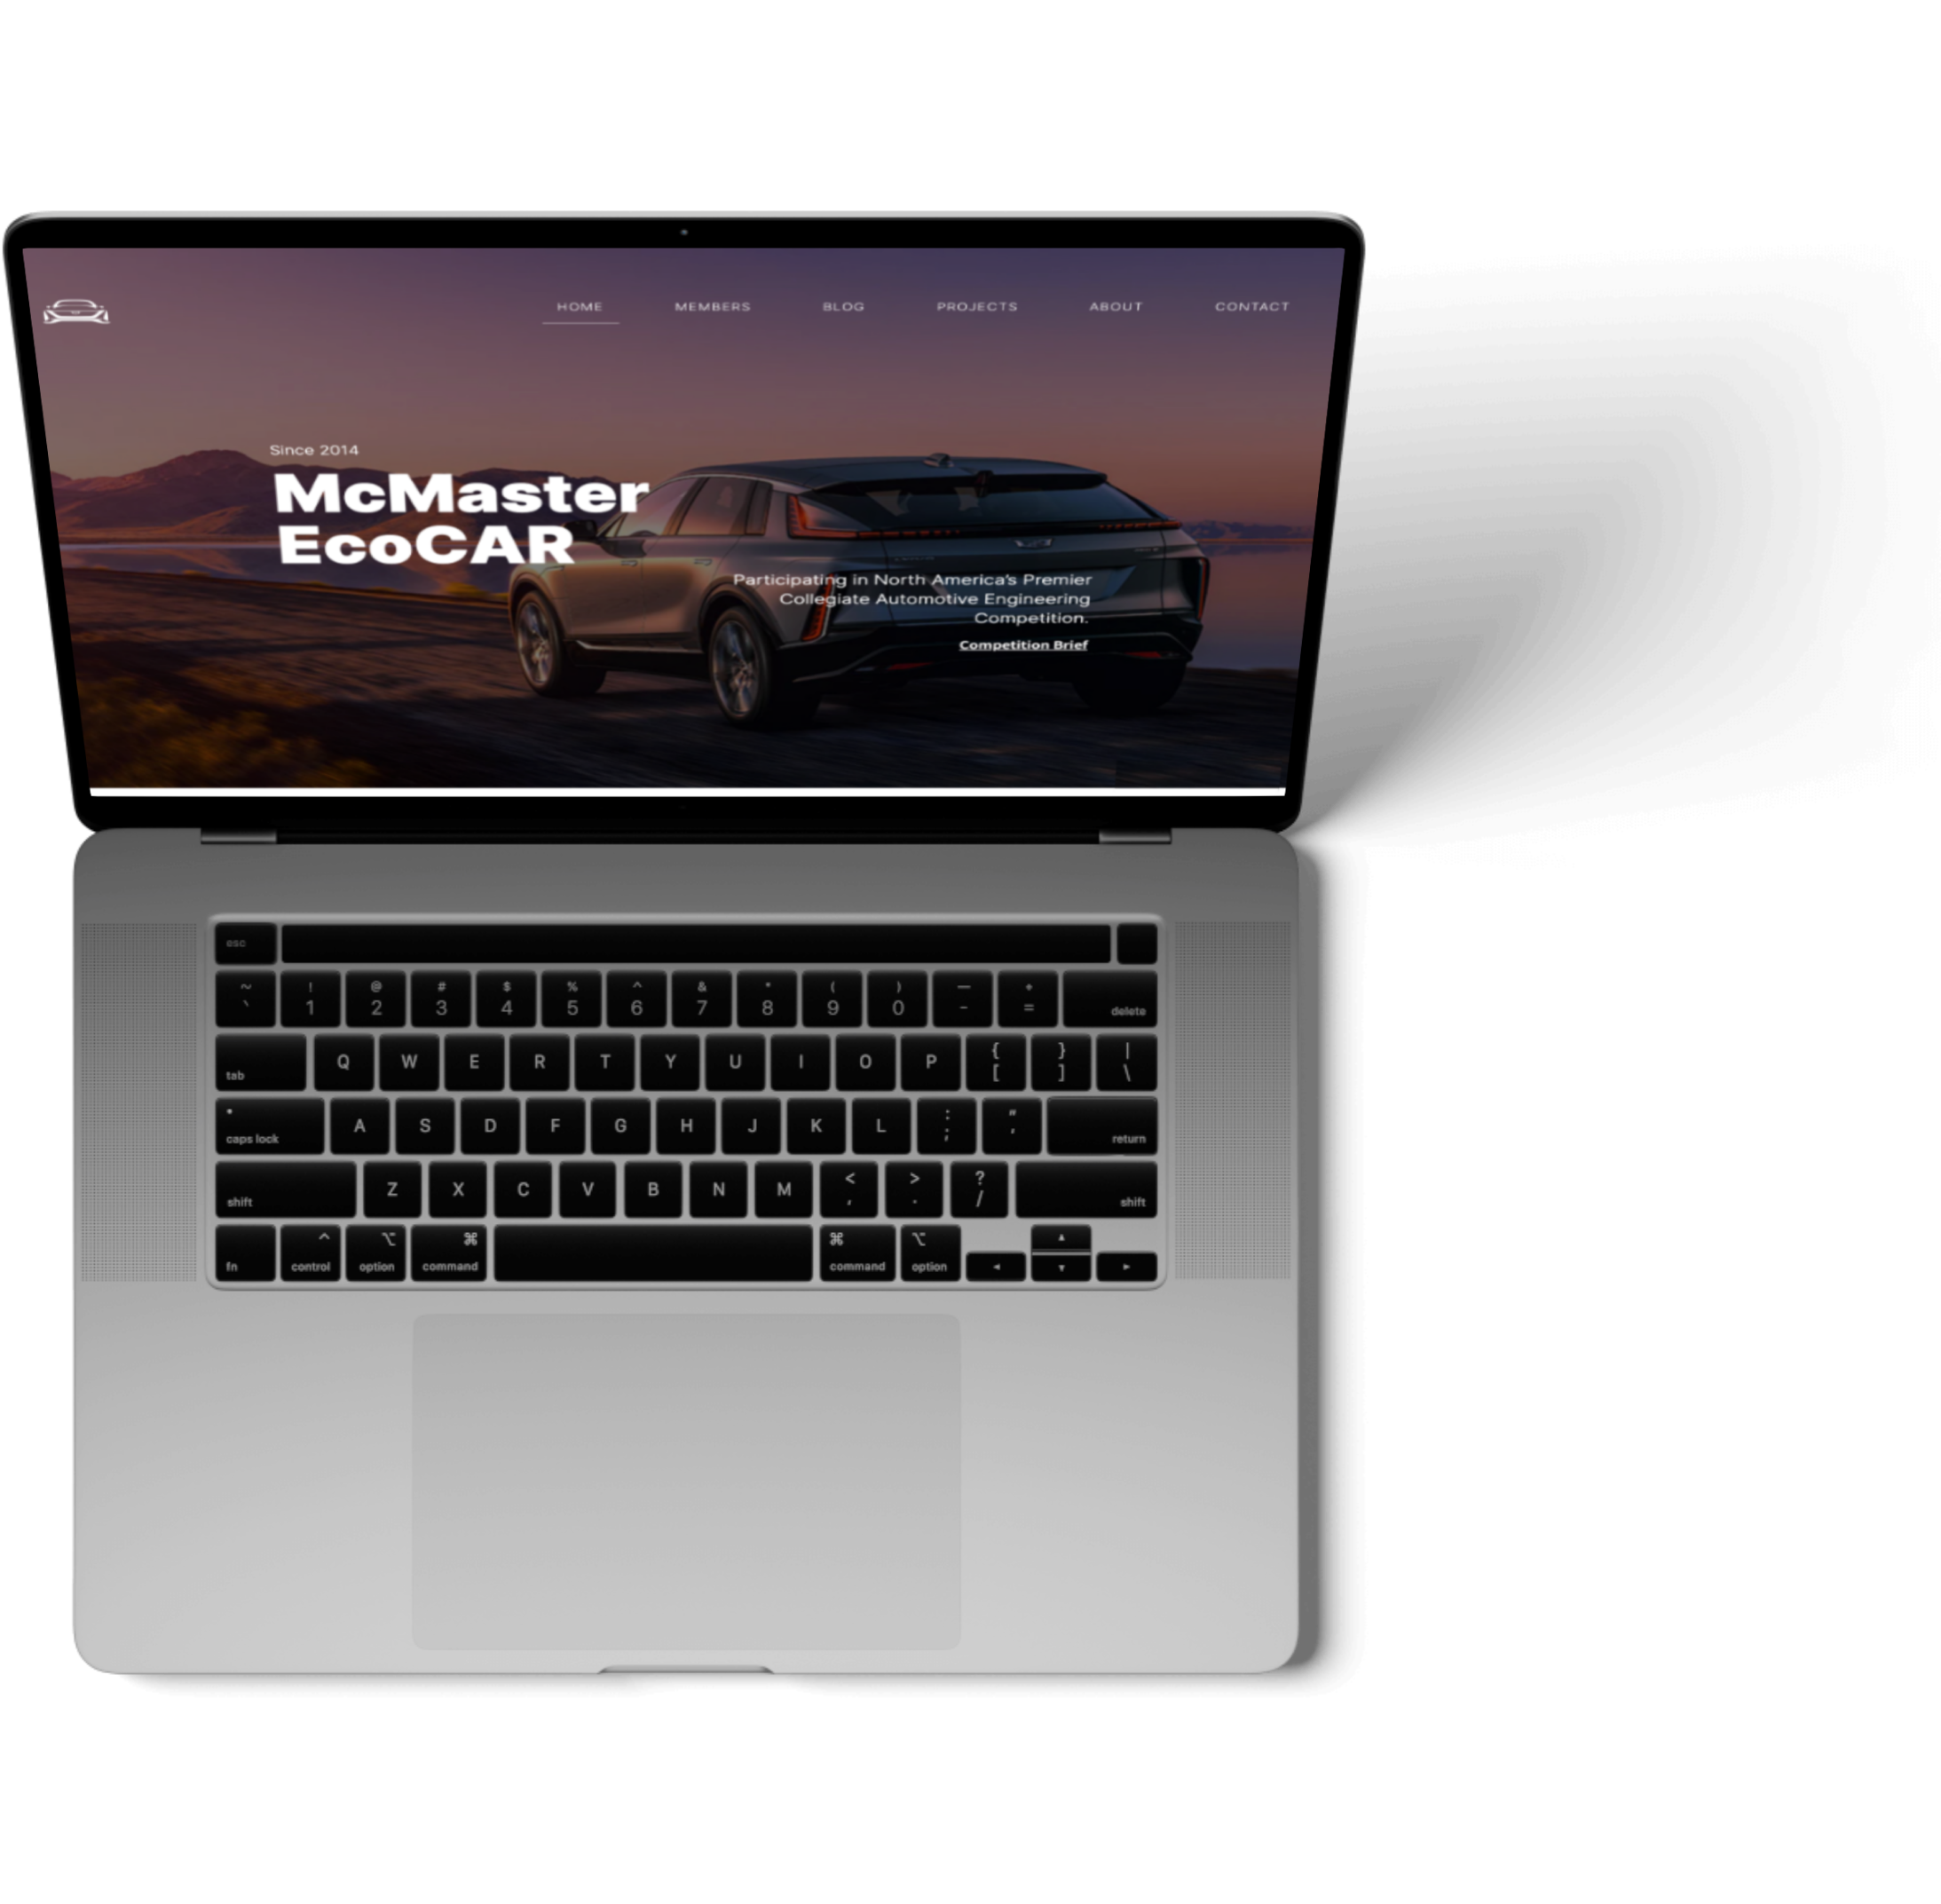 HOME MEMBERS BLOG PROJECTS ABOUT CONTACT
Since 2014
McMaster
EcoCAR
Participating in North America's Premier
Collegiate Automotive Engineering
Competition.
Competition Brief
esc
~ ! @ # $ % ^ & * ( ) — +
` 1 2 3 4 5 6 7 8 9 0 - = delete
tab Q W E R T Y U I O P { [ } ] | \
caps lock A S D F G H J K L : ; " ' return
shift Z X C V B N M < , > . ? / shift
fn control option command command option